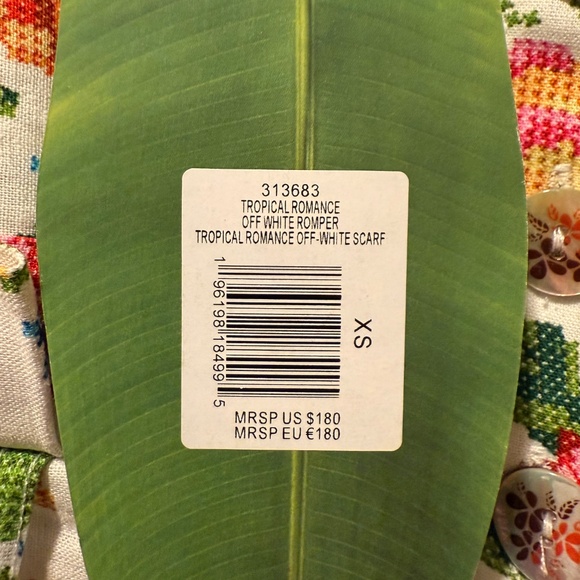 313683
TROPICAL ROMANCE
OFF WHITE ROMPER
TROPICAL ROMANCE OFF-WHITE SCARF
1 96198 18499 5
XS
MRSP US $180
MRSP EU €180